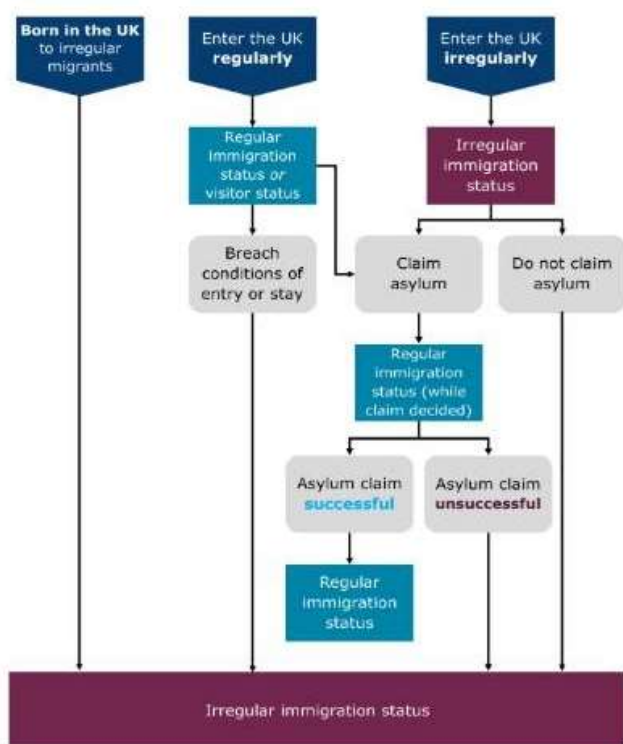 Born in the UK
to irregular
migrants
Enter the UK
regularly
Enter the UK
irregularly
Regular
immigration
status or
visitor status
Irregular
immigration
status
Breach
conditions of
entry or stay
Claim
asylum
Do not claim
asylum
Regular
immigration
status (while
claim decided)
Asylum claim
successful
Asylum claim
unsuccessful
Regular
immigration
status
Irregular immigration status